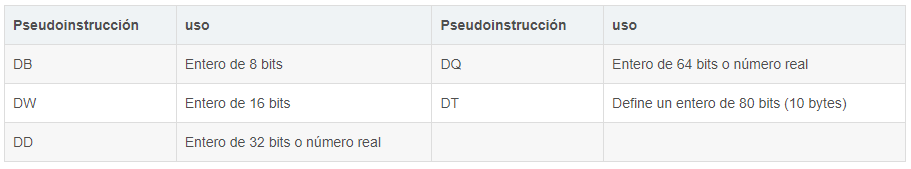 Pseudoinstrucción uso Pseudoinstrucción uso
DB Entero de 8 bits DQ Entero de 64 bits o número real
DW Entero de 16 bits DT Define un entero de 80 bits (10 bytes)
DD Entero de 32 bits o número real